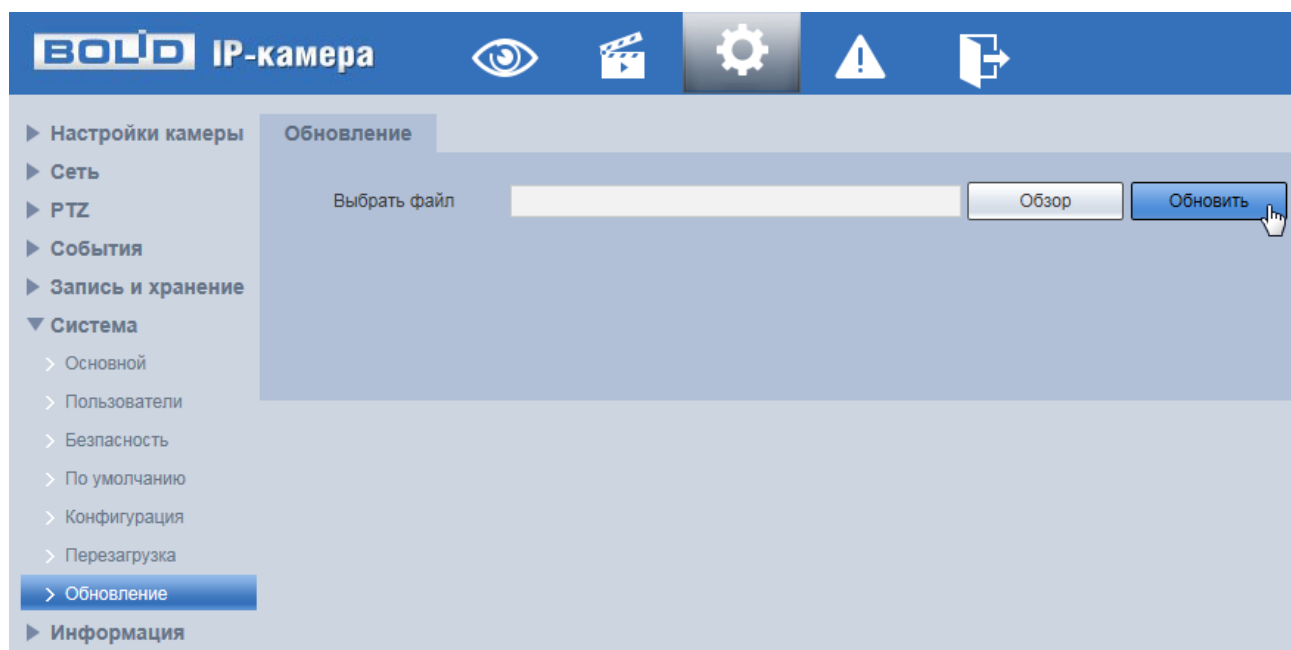 BOLID IP-камера
Настройки камеры
Обновление
Сеть
Выбрать файл
Обзор
Обновить
PTZ
События
Запись и хранение
Система
Основной
Пользователи
Безпасность
По умолчанию
Конфигурация
Перезагрузка
Обновление
Информация